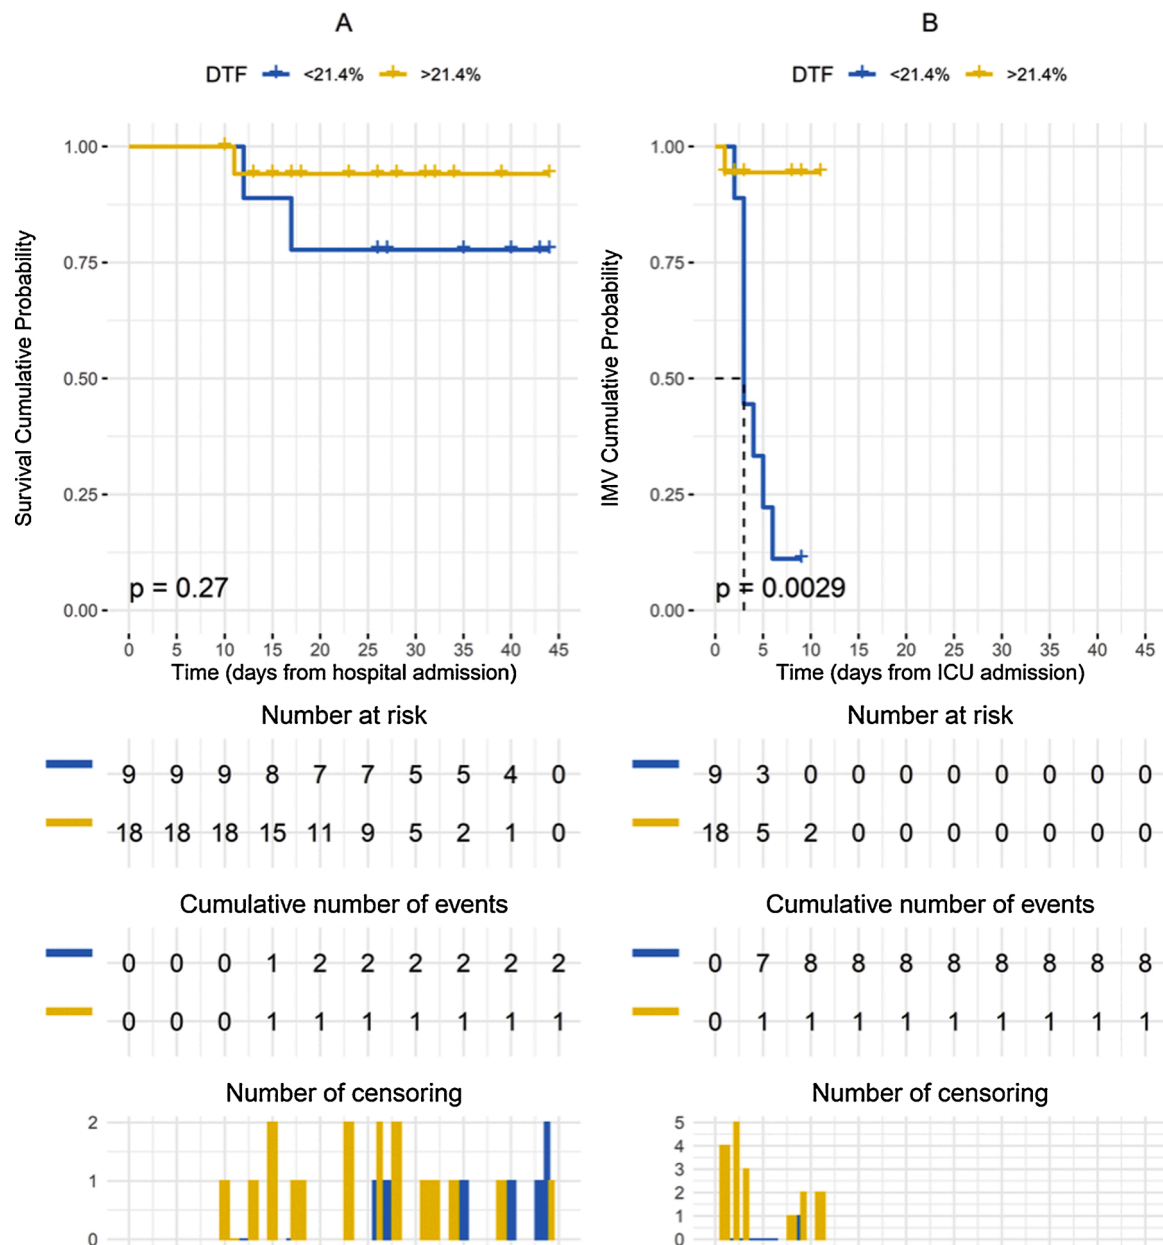 A
DTF <21.4% >21.4%
Survival Cumulative Probability
1.00
0.75
0.50
0.25
0.00
p = 0.27
0 5 10 15 20 25 30 35 40 45
Time (days from hospital admission)
Number at risk
9 9 9 8 7 7 5 5 4 0
18 18 18 15 11 9 5 2 1 0
Cumulative number of events
0 0 0 1 2 2 2 2 2 2
0 0 0 1 1 1 1 1 1 1
Number of censoring
2
1
0
B
DTF <21.4% >21.4%
IMV Cumulative Probability
1.00
0.75
0.50
0.25
0.00
p = 0.0029
0 5 10 15 20 25 30 35 40 45
Time (days from ICU admission)
Number at risk
9 3 0 0 0 0 0 0 0 0
18 5 2 0 0 0 0 0 0 0
Cumulative number of events
0 7 8 8 8 8 8 8 8 8
0 1 1 1 1 1 1 1 1 1
Number of censoring
5
4
3
2
1
0